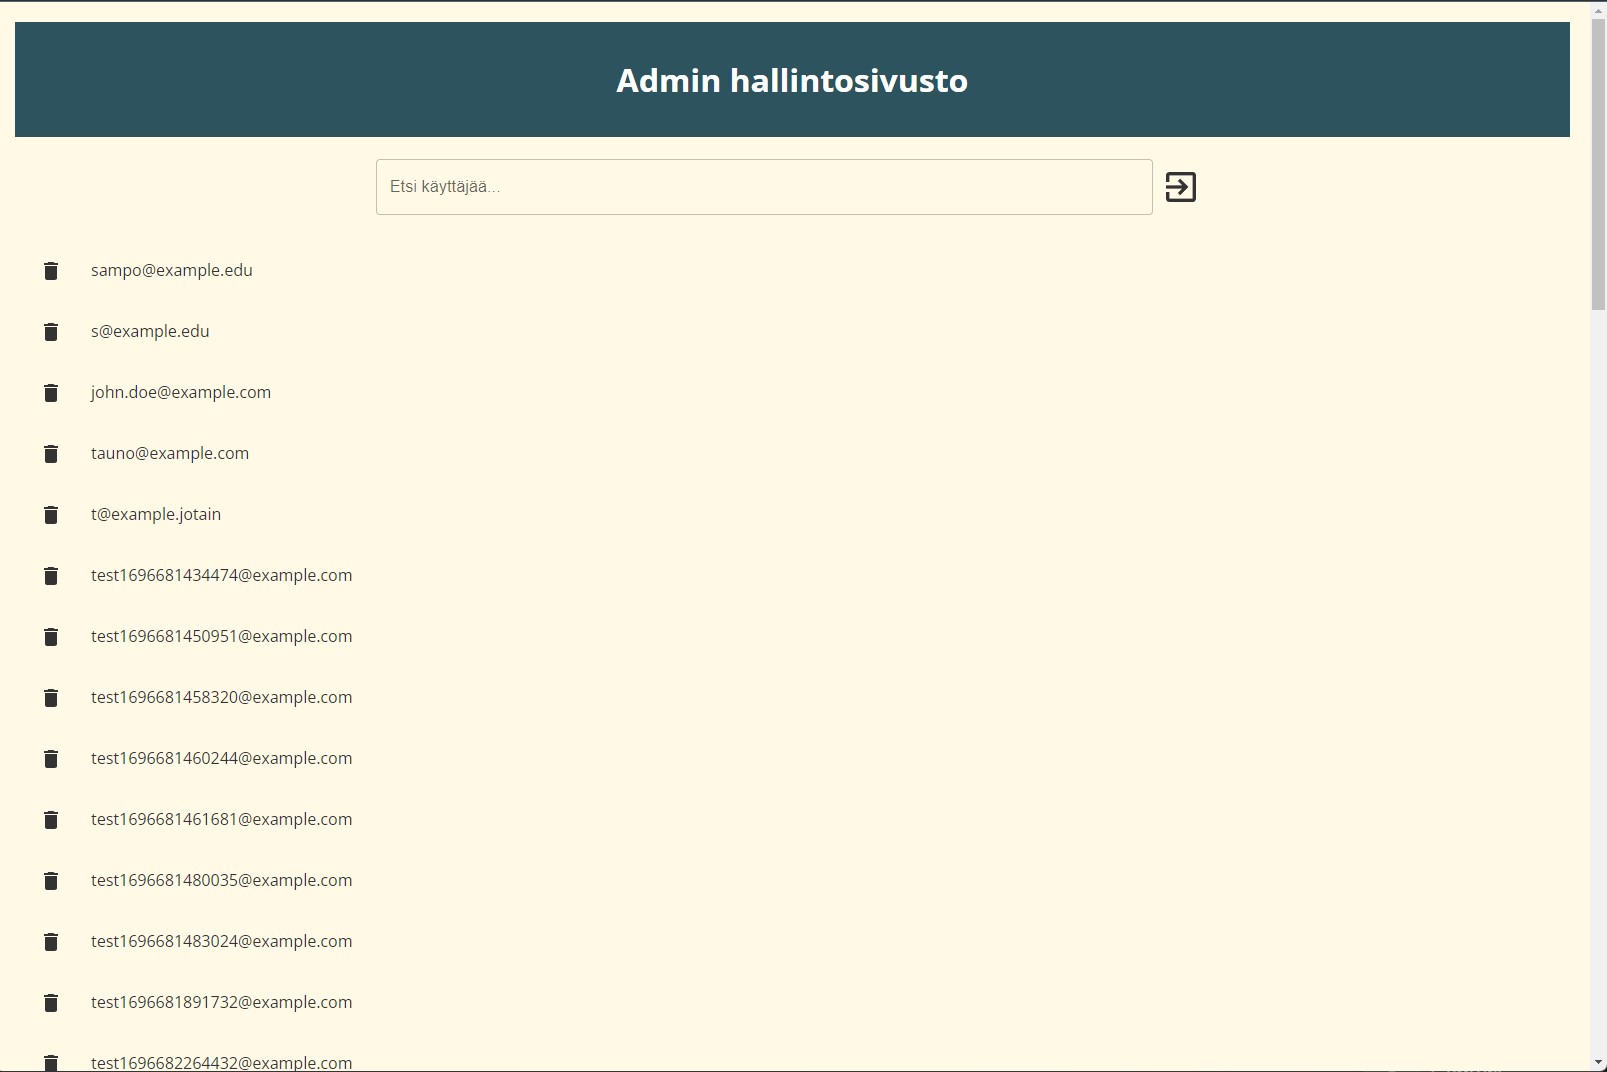 Admin hallintosivusto
Etsi käyttäjää...
sampo@example.edu
s@example.edu
john.doe@example.com
tauno@example.com
t@example.jotain
test1696681434474@example.com
test1696681450951@example.com
test1696681458320@example.com
test1696681460244@example.com
test1696681461681@example.com
test1696681480035@example.com
test1696681483024@example.com
test1696681891732@example.com
test1696682264432@example.com